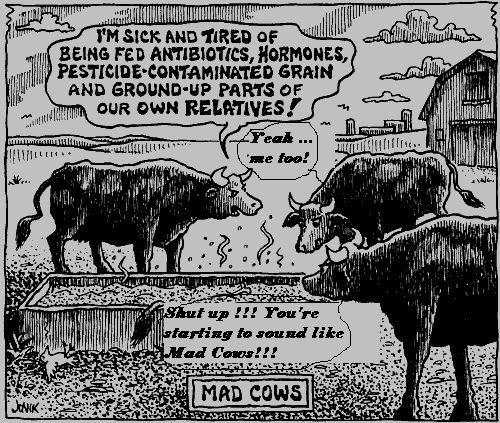 I'M SICK AND TIRED OF
BEING FED ANTIBIOTICS, HORMONES,
PESTICIDE-CONTAMINATED GRAIN
AND GROUND-UP PARTS OF
OUR OWN RELATIVES!
Yeah ...
me too!
Shut up !!! You're
starting to sound like
Mad Cows!!!
MAD COWS
JONIK